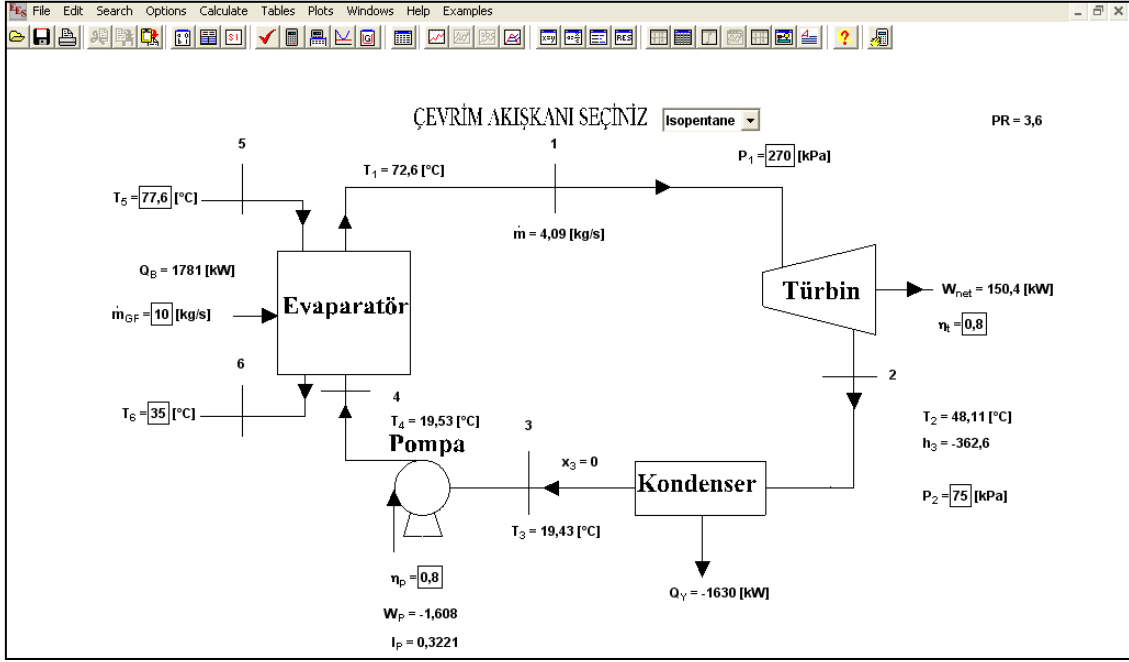 EES File Edit Search Options Calculate Tables Plots Windows Help Examples
ÇEVRİM AKIŞKANI SEÇİNİZ Isopentane
PR = 3,6
5
1
T5 = 77,6 [°C]
T1 = 72,6 [°C]
P1 = 270 [kPa]
ṁ = 4,09 [kg/s]
QB = 1781 [kW]
Evaparatör
ṁGF = 10 [kg/s]
Türbin
Wnet = 150,4 [kW]
ηt = 0,8
6
2
T6 = 35 [°C]
4
T4 = 19,53 [°C]
3
Pompa
T2 = 48,11 [°C]
h3 = -362,6
x3 = 0
Kondenser
P2 = 75 [kPa]
T3 = 19,43 [°C]
ηP = 0,8
QY = -1630 [kW]
WP = -1,608
IP = 0,3221